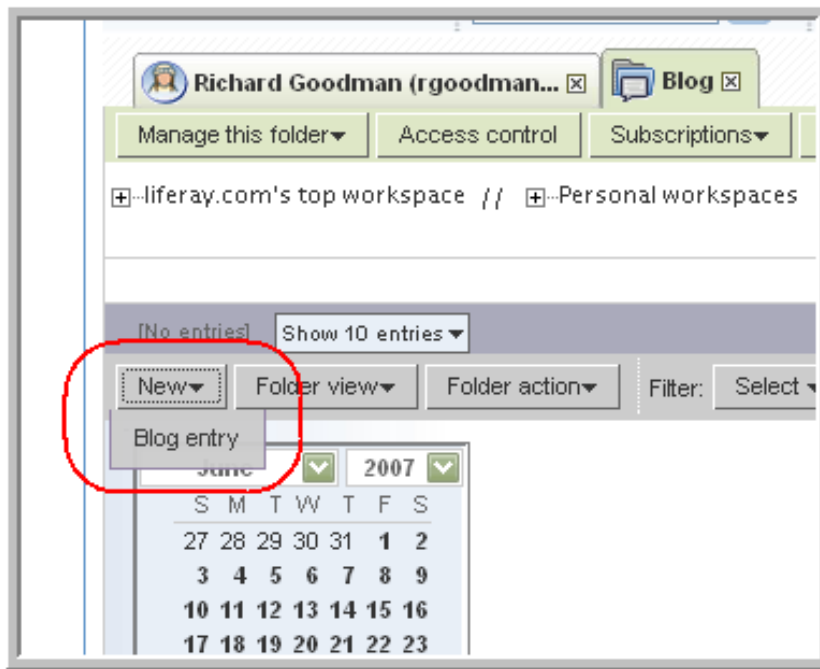 Richard Goodman (rgoodman... Blog
Manage this folder Access control Subscriptions
liferay.com's top workspace // Personal workspaces
[No entries] Show 10 entries
New Folder view Folder action Filter: Select
Blog entry
June 2007
S M T W T F S
27 28 29 30 31 1 2
3 4 5 6 7 8 9
10 11 12 13 14 15 16
17 18 19 20 21 22 23